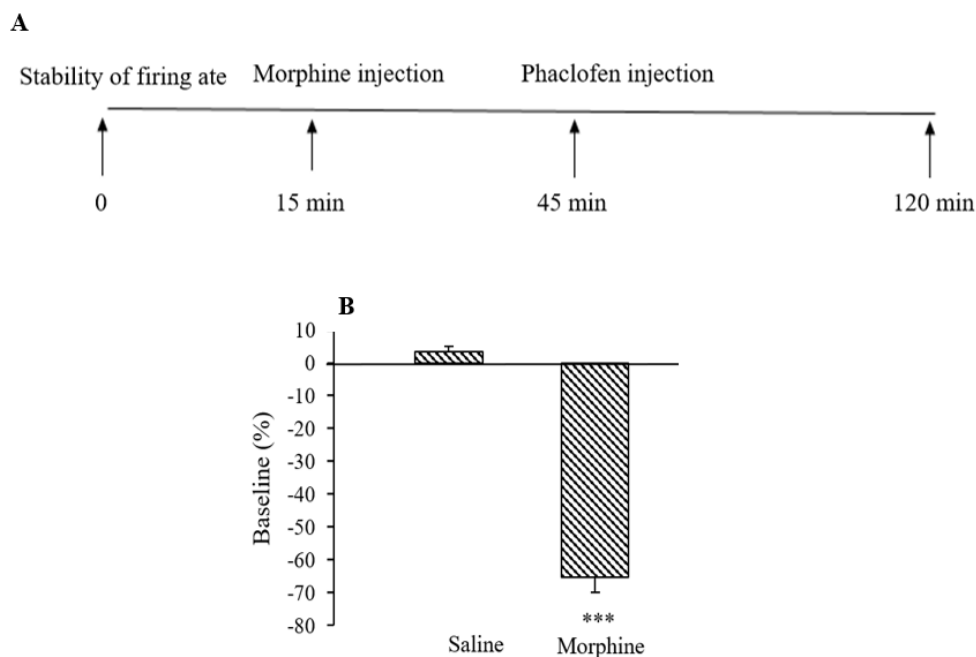 A
Stability of firing ate Morphine injection Phaclofen injection
0 15 min 45 min 120 min
B
10
0
-10
-20
-30
-40
-50
-60
-70
-80
Baseline (%)
***
Saline Morphine